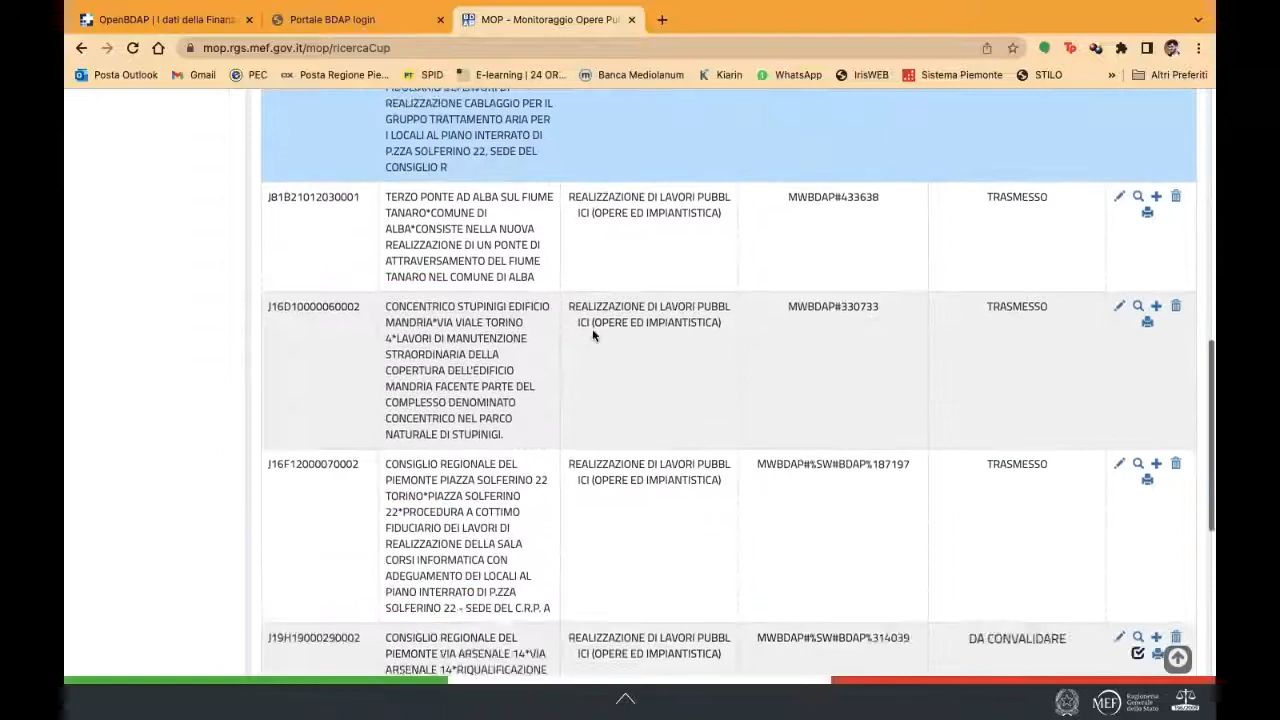 OpenBDAP | I dati della Finanz
Portale BDAP login
MOP - Monitoraggio Opere Pu
mop.rgs.mef.gov.it/mop/ricercaCup
Posta Outlook
Gmail
PEC
Posta Regione Pie...
SPID
E-learning | 24 OR...
Banca Mediolanum
Kiarin
WhatsApp
IrisWEB
Sistema Piemonte
STILO
»
Altri Preferiti
REALIZZAZIONE CABLAGGIO PER IL
GRUPPO TRATTAMENTO ARIA PER
I LOCALI AL PIANO INTERRATO DI
P.ZZA SOLFERINO 22, SEDE DEL
CONSIGLIO R
J81B21012030001
TERZO PONTE AD ALBA SUL FIUME
TANARO*COMUNE DI
ALBA*CONSISTE NELLA NUOVA
REALIZZAZIONE DI UN PONTE DI
ATTRAVERSAMENTO DEL FIUME
TANARO NEL COMUNE DI ALBA
REALIZZAZIONE DI LAVORI PUBBL
ICI (OPERE ED IMPIANTISTICA)
MWBDAP#433638
TRASMESSO
J16D10000060002
CONCENTRICO STUPINIGI EDIFICIO
MANDRIA*VIA VIALE TORINO
4*LAVORI DI MANUTENZIONE
STRAORDINARIA DELLA
COPERTURA DELL'EDIFICIO
MANDRIA FACENTE PARTE DEL
COMPLESSO DENOMINATO
CONCENTRICO NEL PARCO
NATURALE DI STUPINIGI.
REALIZZAZIONE DI LAVORI PUBBL
ICI (OPERE ED IMPIANTISTICA)
MWBDAP#330733
TRASMESSO
J16F12000070002
CONSIGLIO REGIONALE DEL
PIEMONTE PIAZZA SOLFERINO 22
TORINO*PIAZZA SOLFERINO
22*PROCEDURA A COTTIMO
FIDUCIARIO DEI LAVORI DI
REALIZZAZIONE DELLA SALA
CORSI INFORMATICA CON
ADEGUAMENTO DEI LOCALI AL
PIANO INTERRATO DI P.ZZA
SOLFERINO 22 - SEDE DEL C.R.P. A
REALIZZAZIONE DI LAVORI PUBBL
ICI (OPERE ED IMPIANTISTICA)
MWBDAP#%SW#BDAP%187197
TRASMESSO
J19H19000290002
CONSIGLIO REGIONALE DEL
PIEMONTE VIA ARSENALE 14*VIA
ARSENALE 14*RIQUALIFICAZIONE
REALIZZAZIONE DI LAVORI PUBBL
ICI (OPERE ED IMPIANTISTICA)
MWBDAP#%SW#BDAP%314039
DA CONVALIDARE
MEF
Ragioneria
Generale
dello Stato